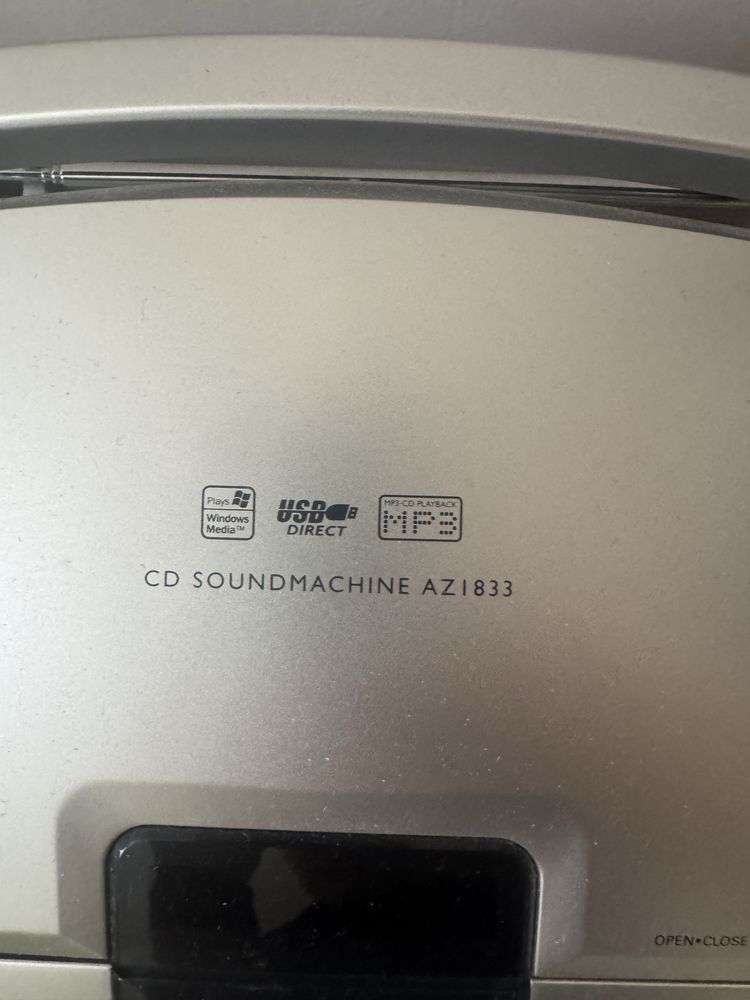 Plays
Windows
Media™
USB
DIRECT
MP3-CD PLAYBACK
MP3
CD SOUNDMACHINE AZ1833
OPEN•CLOSE